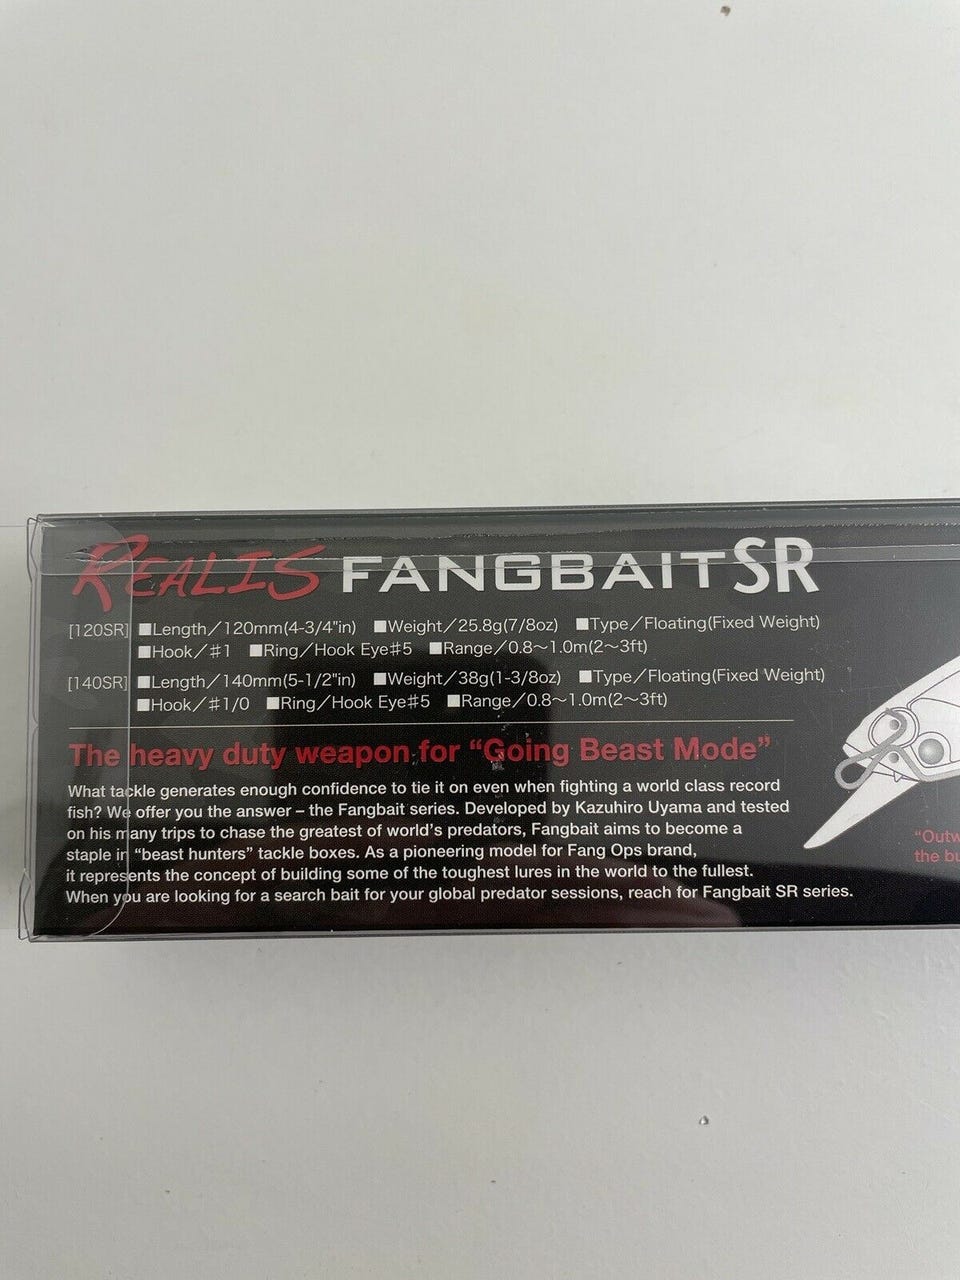 REALIS FANGBAIT SR
[120SR] ■Length／120mm(4-3/4"in) ■Weight／25.8g(7/8oz) ■Type／Floating(Fixed Weight)
■Hook／♯1 ■Ring／Hook Eye♯5 ■Range／0.8～1.0m(2～3ft)
[140SR] ■Length／140mm(5-1/2"in) ■Weight／38g(1-3/8oz) ■Type／Floating(Fixed Weight)
■Hook／♯1/0 ■Ring／Hook Eye♯5 ■Range／0.8～1.0m(2～3ft)
The heavy duty weapon for “Going Beast Mode”
What tackle generates enough confidence to tie it on even when fighting a world class record
fish? We offer you the answer – the Fangbait series. Developed by Kazuhiro Uyama and tested
on his many trips to chase the greatest of world’s predators, Fangbait aims to become a
staple in “beast hunters” tackle boxes. As a pioneering model for Fang Ops brand,
it represents the concept of building some of the toughest lures in the world to the fullest.
When you are looking for a search bait for your global predator sessions, reach for Fangbait SR series.
“Outw
the bu